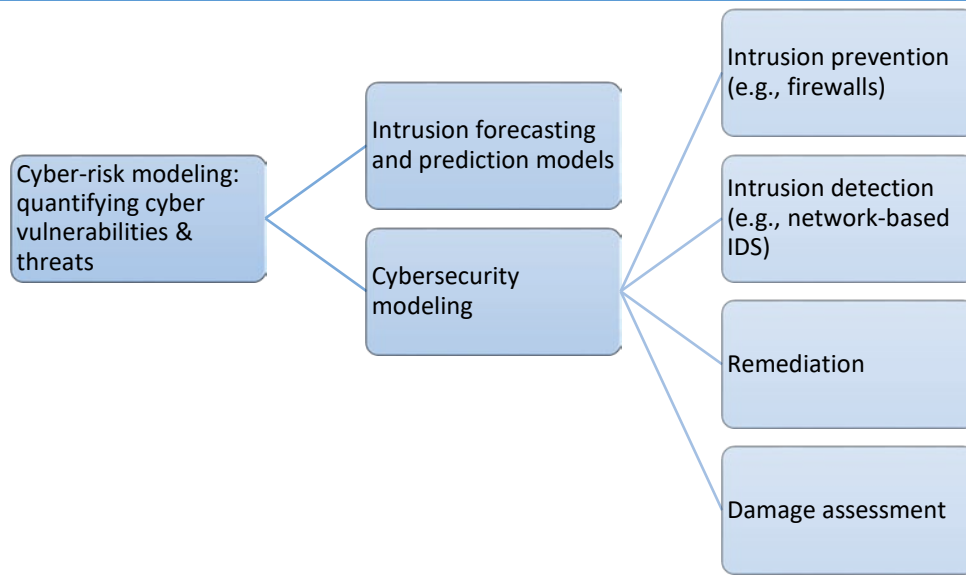 Cyber-risk modeling:
quantifying cyber
vulnerabilities &
threats
Intrusion forecasting
and prediction models
Cybersecurity
modeling
Intrusion prevention
(e.g., firewalls)
Intrusion detection
(e.g., network-based
IDS)
Remediation
Damage assessment